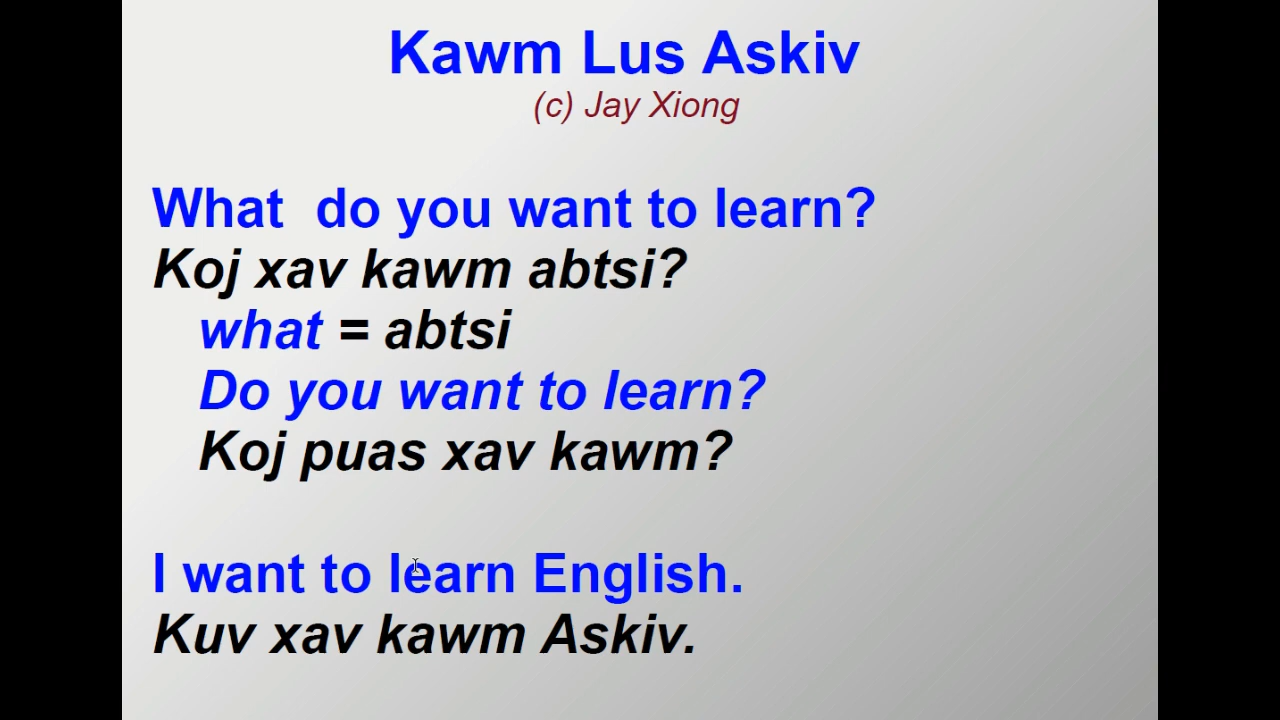 Kawm Lus Askiv
(c) Jay Xiong
What do you want to learn?
Koj xav kawm abtsi?
what = abtsi
Do you want to learn?
Koj puas xav kawm?
I want to learn English.
Kuv xav kawm Askiv.